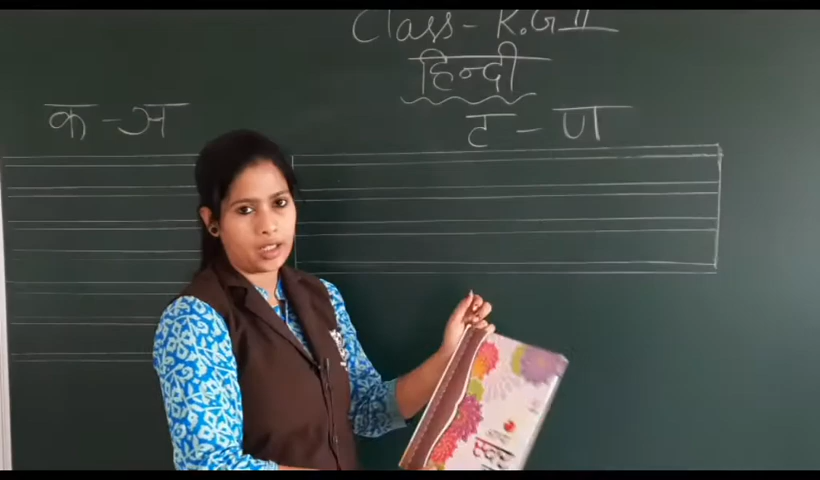 Class- K.G II
हिन्दी
क - ञ
ट - ण